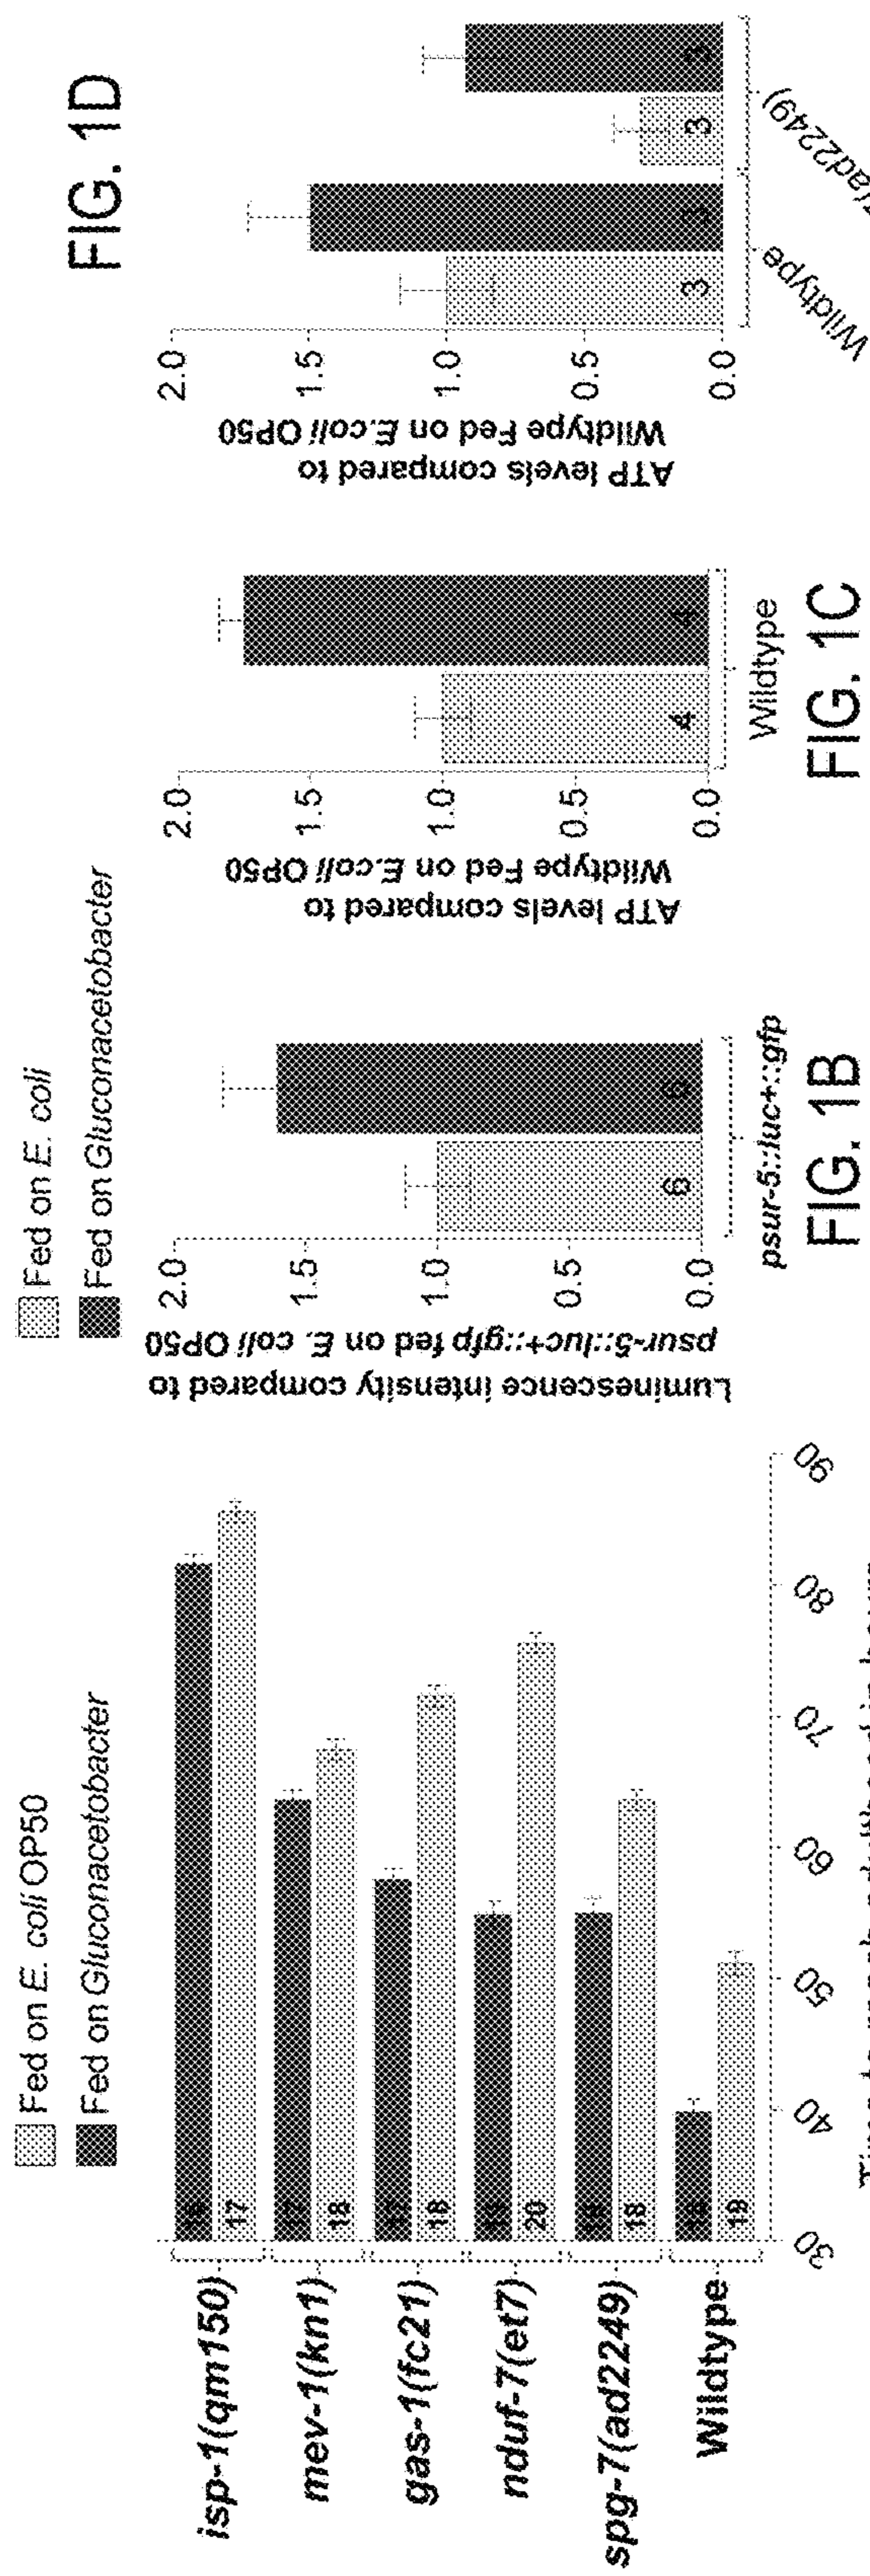 Fed on E. coli OP50
Fed on Gluconacetobacter
isp-1(qm150)
mev-1(kn1)
gas-1(fc21)
nduf-7(et7)
spg-7(ad2249)
Wildtype
17
18
18
20
18
19
30
40
50
60
70
80
90
Fed on E. coli
Fed on Gluconacetobacter
Luminescence intensity compared to
psur-5::luc+::gfp fed on E. coli OP50
2.0
1.5
1.0
0.5
0.0
6
6
psur-5::luc+::gfp
FIG. 1B
ATP levels compared to
Wildtype Fed on E.coli OP50
2.0
1.5
1.0
0.5
0.0
4
4
Wildtype
FIG. 1C
FIG. 1D
ATP levels compared to
Wildtype Fed on E.coli OP50
2.0
1.5
1.0
0.5
0.0
3
3
3
3
Wildtype
(ad2249)